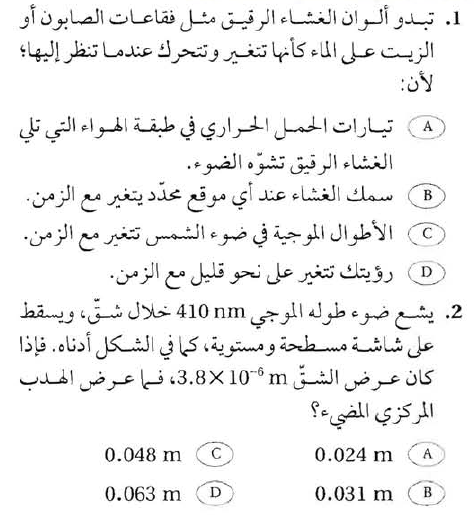 1. تبدو ألوان الغشاء الرقيق مثل فقاعات الصابون أو
الزيت على الماء كأنها تتغير وتتحرك عندما تنظر إليها؛
لأن:
A تيارات الحمل الحراري في طبقة الهواء التي تلي
الغشاء الرقيق تشوّه الضوء.
B سمك الغشاء عند أي موقع محدّد يتغير مع الزمن.
C الأطوال الموجية في ضوء الشمس تتغير مع الزمن.
D رؤيتك تتغير على نحو قليل مع الزمن.
2. يشع ضوء طوله الموجي 410 nm خلال شقّ، ويسقط
على شاشة مسطحة ومستوية، كما في الشكل أدناه. فإذا
كان عرض الشقّ 3.8×10⁻⁶ m، فما عرض الهدب
المركزي المضيء؟
A 0.024 m C 0.048 m
B 0.031 m D 0.063 m